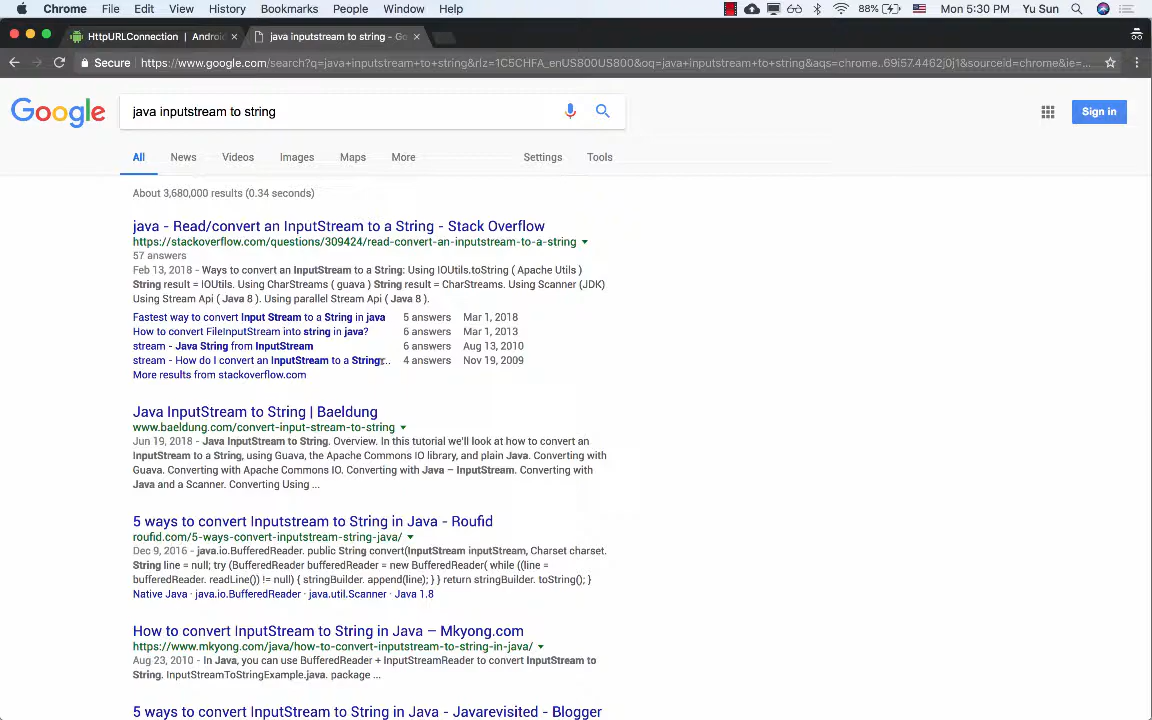 Chrome File Edit View History Bookmarks People Window Help 88% Mon 5:30 PM Yu Sun
HttpURLConnection | Androi java inputstream to string - Go
Secure https://www.google.com/search?q=java+inputstream+to+string&rlz=1C5CHFA_enUS800US800&oq=java+inputstream+to+string&aqs=chrome..69i57.4462j0j1&sourceid=chrome&ie=...
Google java inputstream to string Sign in
All News Videos Images Maps More Settings Tools
About 3,680,000 results (0.34 seconds)
java - Read/convert an InputStream to a String - Stack Overflow
https://stackoverflow.com/questions/309424/read-convert-an-inputstream-to-a-string
57 answers
Feb 13, 2018 - Ways to convert an InputStream to a String: Using IOUtils.toString ( Apache Utils )
String result = IOUtils. Using CharStreams ( guava ) String result = CharStreams. Using Scanner (JDK)
Using Stream Api ( Java 8 ). Using parallel Stream Api ( Java 8 ).
Fastest way to convert Input Stream to a String in java 5 answers Mar 1, 2018
How to convert FileInputStream into string in java? 6 answers Mar 1, 2013
stream - Java String from InputStream 6 answers Aug 13, 2010
stream - How do I convert an InputStream to a String... 4 answers Nov 19, 2009
More results from stackoverflow.com
Java InputStream to String | Baeldung
www.baeldung.com/convert-input-stream-to-string
Jun 19, 2018 - Java InputStream to String. Overview. In this tutorial we'll look at how to convert an
InputStream to a String, using Guava, the Apache Commons IO library, and plain Java. Converting with
Guava. Converting with Apache Commons IO. Converting with Java – InputStream. Converting with
Java and a Scanner. Converting Using ...
5 ways to convert Inputstream to String in Java - Roufid
roufid.com/5-ways-convert-inputstream-string-java/
Dec 9, 2016 - java.io.BufferedReader. public String convert(InputStream inputStream, Charset charset.
String line = null; try (BufferedReader bufferedReader = new BufferedReader( while ((line =
bufferedReader. readLine()) != null) { stringBuilder. append(line); } } return stringBuilder. toString(); }
Native Java · java.io.BufferedReader · java.util.Scanner · Java 1.8
How to convert InputStream to String in Java – Mkyong.com
https://www.mkyong.com/java/how-to-convert-inputstream-to-string-in-java/
Aug 23, 2010 - In Java, you can use BufferedReader + InputStreamReader to convert InputStream to
String. InputStreamToStringExample.java. package ...
5 ways to convert InputStream to String in Java - Javarevisited - Blogger